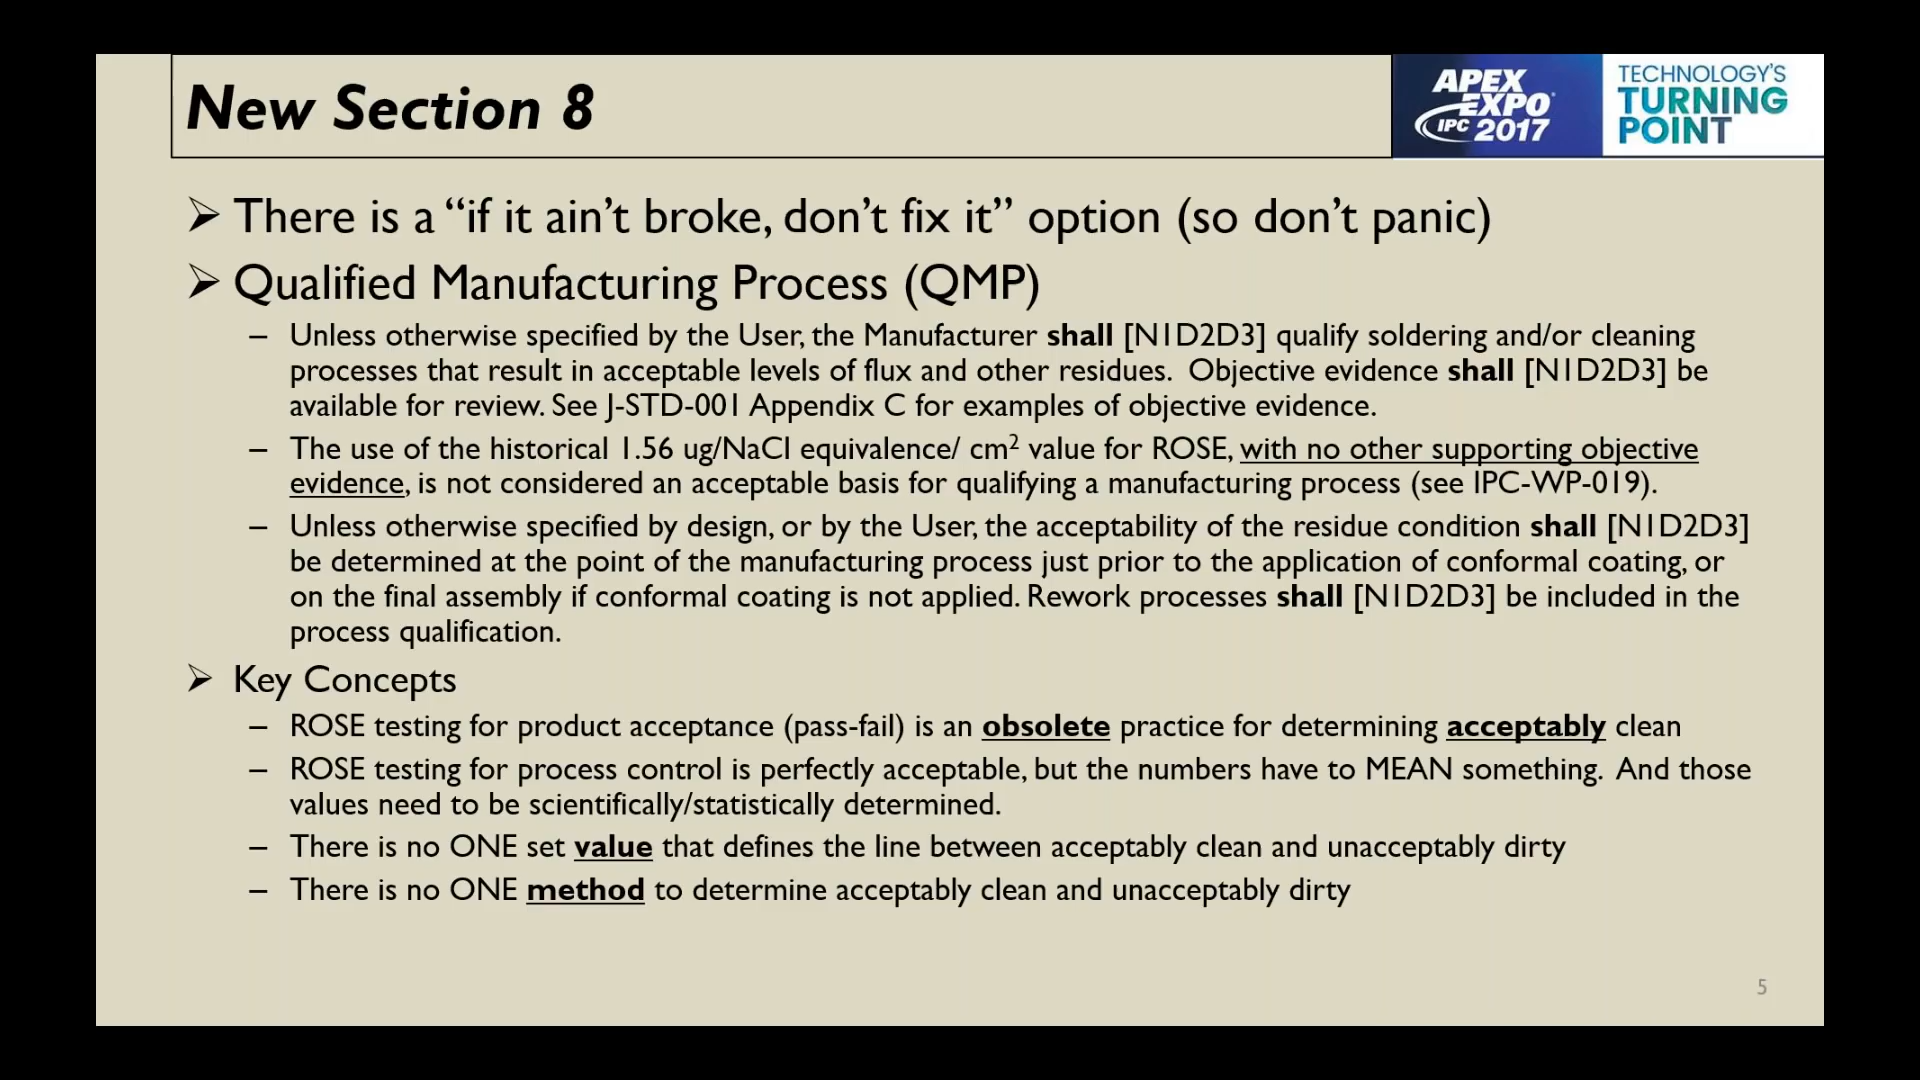 New Section 8
APEX
EXPO
IPC 2017
TECHNOLOGY'S
TURNING
POINT
➢ There is a “if it ain’t broke, don’t fix it” option (so don’t panic)
➢ Qualified Manufacturing Process (QMP)
– Unless otherwise specified by the User, the Manufacturer shall [N1D2D3] qualify soldering and/or cleaning
processes that result in acceptable levels of flux and other residues. Objective evidence shall [N1D2D3] be
available for review. See J-STD-001 Appendix C for examples of objective evidence.
– The use of the historical 1.56 ug/NaCl equivalence/ cm² value for ROSE, with no other supporting objective
evidence, is not considered an acceptable basis for qualifying a manufacturing process (see IPC-WP-019).
– Unless otherwise specified by design, or by the User, the acceptability of the residue condition shall [N1D2D3]
be determined at the point of the manufacturing process just prior to the application of conformal coating, or
on the final assembly if conformal coating is not applied. Rework processes shall [N1D2D3] be included in the
process qualification.
➢ Key Concepts
– ROSE testing for product acceptance (pass-fail) is an obsolete practice for determining acceptably clean
– ROSE testing for process control is perfectly acceptable, but the numbers have to MEAN something. And those
values need to be scientifically/statistically determined.
– There is no ONE set value that defines the line between acceptably clean and unacceptably dirty
– There is no ONE method to determine acceptably clean and unacceptably dirty
5